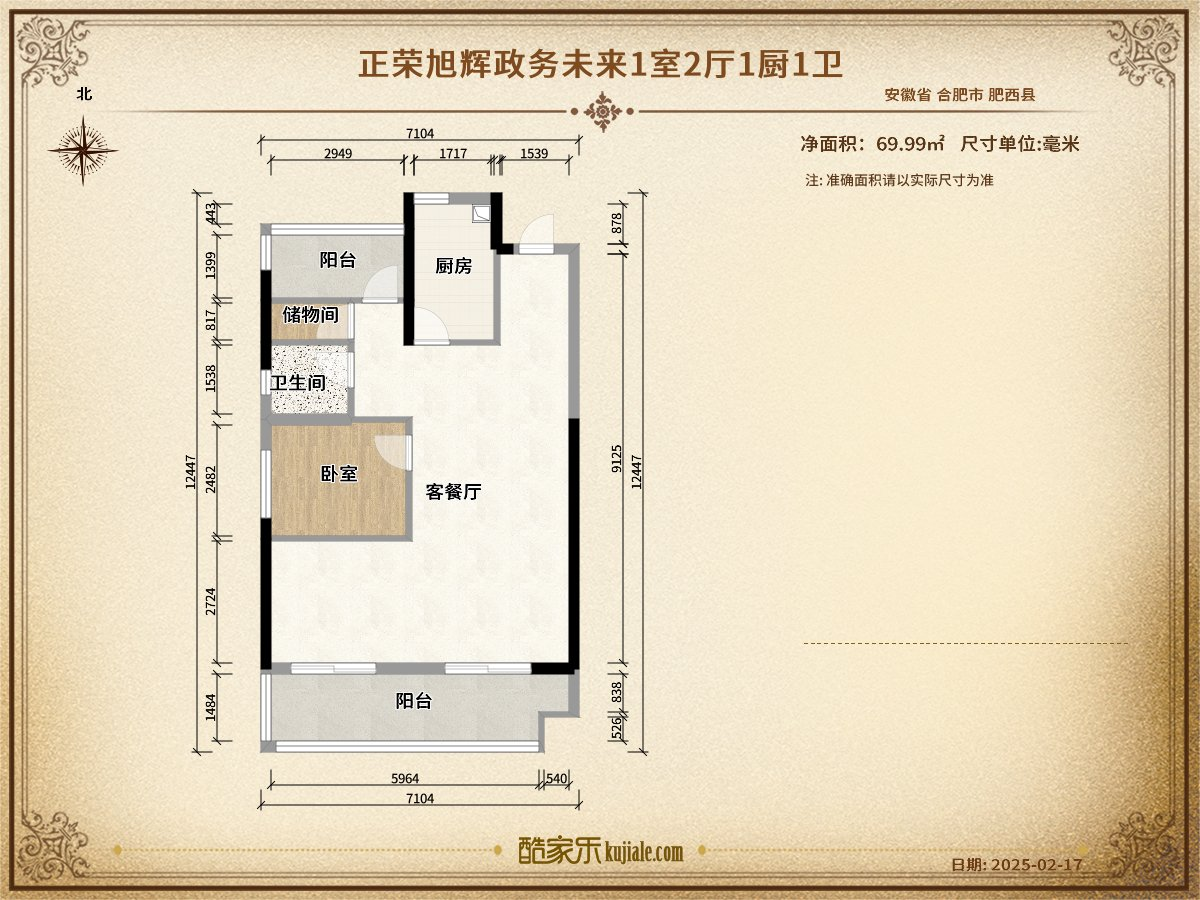 正荣旭辉政务未来1室2厅1厨1卫
北
安徽省 合肥市 肥西县
净面积：69.99㎡ 尺寸单位:毫米
注: 准确面积请以实际尺寸为准
7104
2949 1717 1539
443
878
1399
阳台
厨房
817
储物间
1538
卫生间
12447
2482
卧室
客餐厅
9125
12447
2724
1484
阳台
838
526
5964 540
7104
酷家乐kujiale.com
日期: 2025-02-17